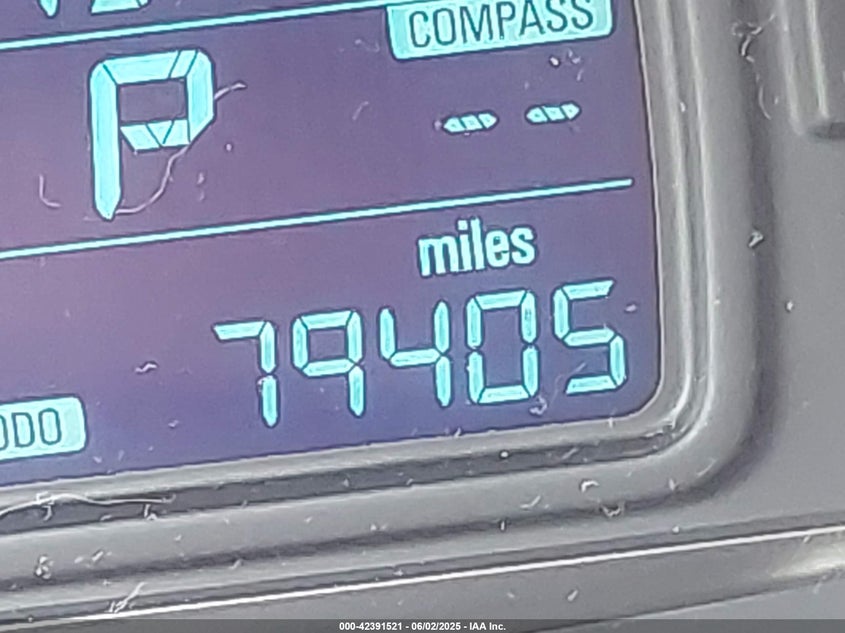 COMPASS
P
-- --
miles
79405
ODO
000-42391521 - 06/02/2025 - IAA Inc.